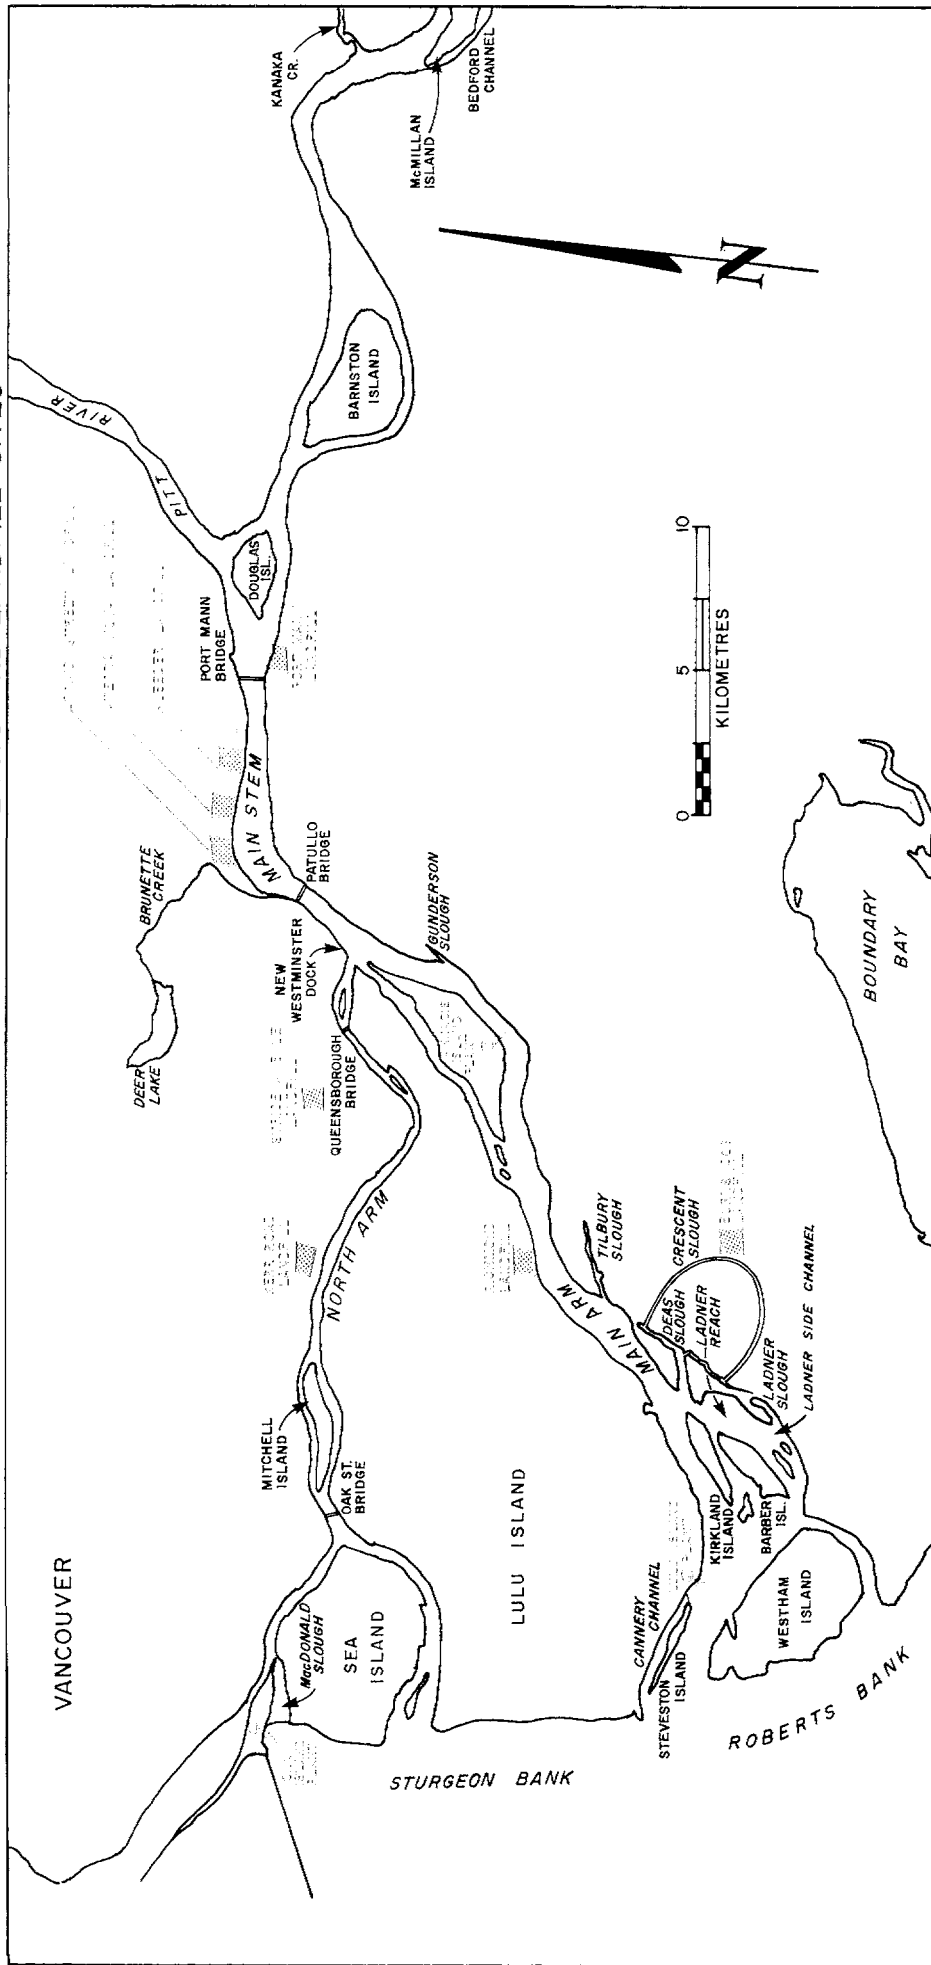 VANCOUVER
DEER
LAKE
BRUNETTE
CREEK
PITT
RIVER
KANAKA
CR.
McMILLAN
ISLAND
BEDFORD
CHANNEL
PORT MANN
BRIDGE
DOUGLAS
ISL.
BARNSTON
ISLAND
MAIN STEM
PATULLO
BRIDGE
NEW
WESTMINSTER
DOCK
QUEENSBOROUGH
BRIDGE
GUNDERSON
SLOUGH
KERR ROAD
LANDFILL
NORTH ARM
MITCHELL
ISLAND
OAK ST.
BRIDGE
MacDONALD
SLOUGH
SEA
ISLAND
LULU ISLAND
LANDFILL
MAIN ARM
TILBURY
SLOUGH
CRESCENT
SLOUGH
DEAS
SLOUGH
LADNER
REACH
LADNER
SLOUGH
LADNER SIDE CHANNEL
KIRKLAND
ISLAND
BARBER
ISL.
WESTHAM
ISLAND
CANNERY
CHANNEL
STEVESTON
ISLAND
STURGEON BANK
ROBERTS BANK
BOUNDARY
BAY
N
0 5 10
KILOMETRES